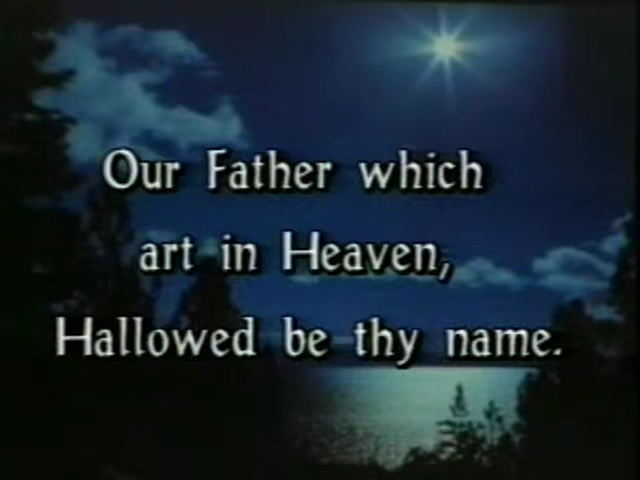 Our Father which
art in Heaven,
Hallowed be thy name.